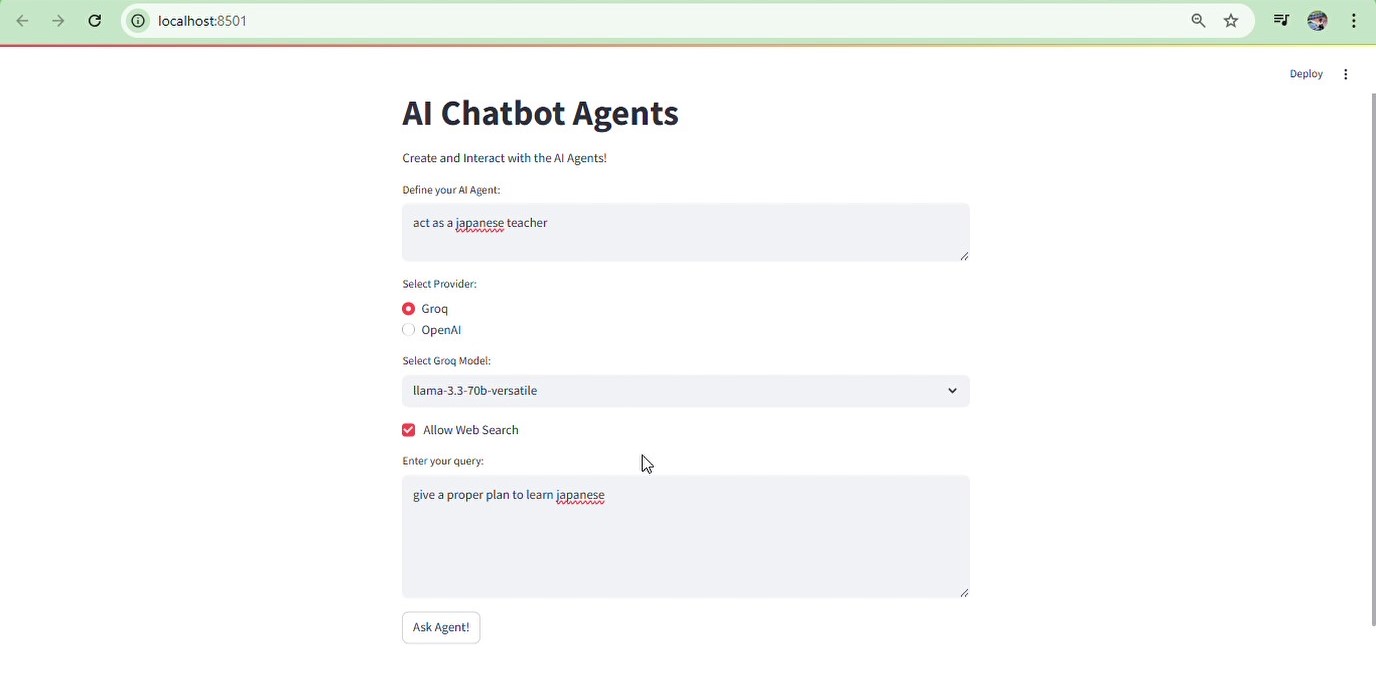 localhost:8501
Deploy
AI Chatbot Agents
Create and Interact with the AI Agents!
Define your AI Agent:
act as a japanese teacher
Select Provider:
Groq
OpenAI
Select Groq Model:
llama-3.3-70b-versatile
Allow Web Search
Enter your query:
give a proper plan to learn japanese
Ask Agent!